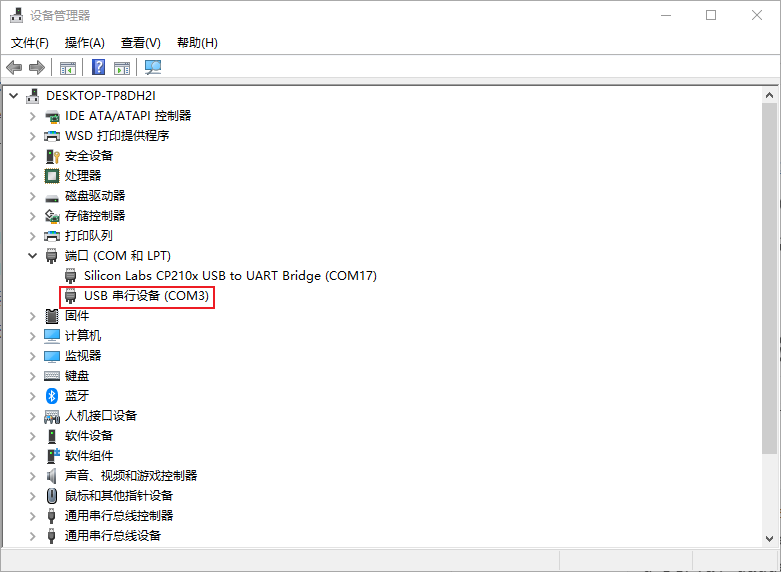 设备管理器
文件(F) 操作(A) 查看(V) 帮助(H)
DESKTOP-TP8DH2I
IDE ATA/ATAPI 控制器
WSD 打印提供程序
安全设备
处理器
磁盘驱动器
存储控制器
打印队列
端口 (COM 和 LPT)
Silicon Labs CP210x USB to UART Bridge (COM17)
USB 串行设备 (COM3)
固件
计算机
监视器
键盘
蓝牙
人机接口设备
软件设备
软件组件
声音、视频和游戏控制器
鼠标和其他指针设备
通用串行总线控制器
通用串行总线设备